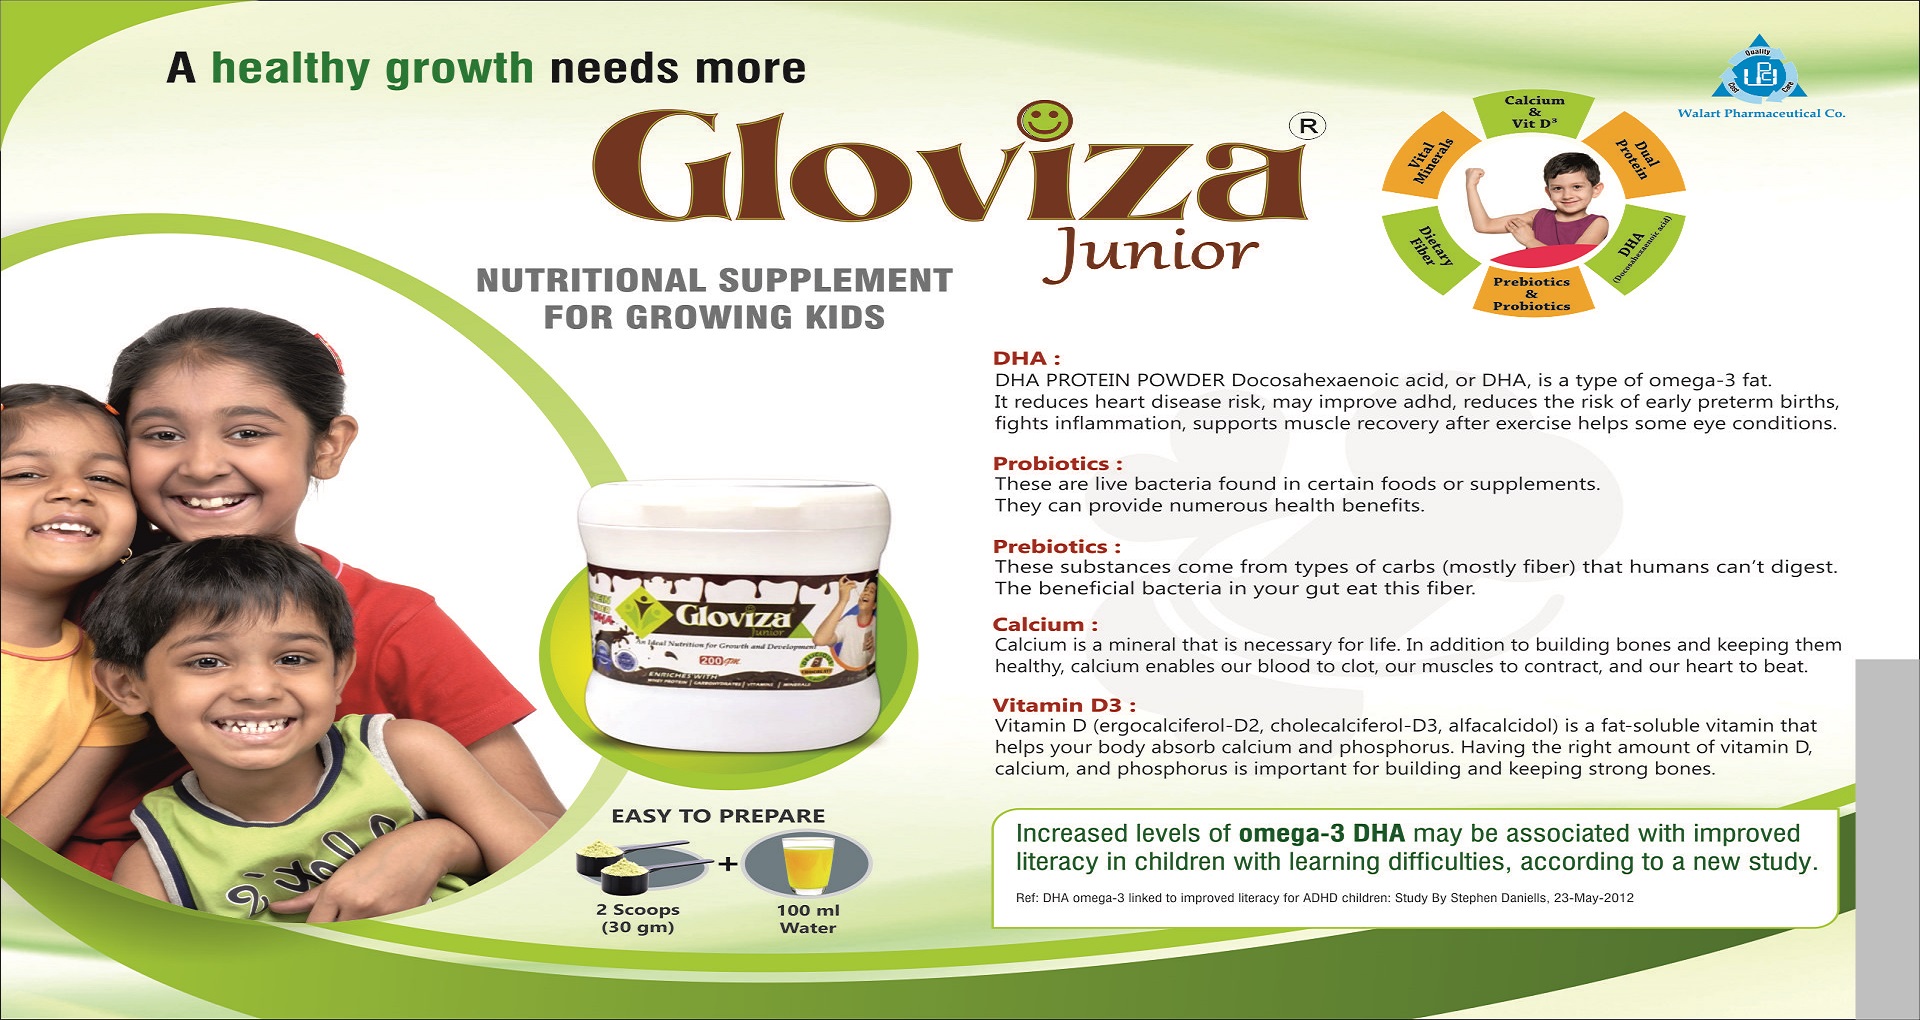 A healthy growth needs more
Gloviza ®
Junior
NUTRITIONAL SUPPLEMENT
FOR GROWING KIDS
Quality
Cost
Care
Walart Pharmaceutical Co.
Calcium
&
Vit D³
Dual
Protein
DHA
(Docosahexaenoic acid)
Prebiotics
&
Probiotics
Dietary
Fiber
Vital
Minerals
DHA :
DHA PROTEIN POWDER Docosahexaenoic acid, or DHA, is a type of omega-3 fat.
It reduces heart disease risk, may improve adhd, reduces the risk of early preterm births,
fights inflammation, supports muscle recovery after exercise helps some eye conditions.
Probiotics :
These are live bacteria found in certain foods or supplements.
They can provide numerous health benefits.
Prebiotics :
These substances come from types of carbs (mostly fiber) that humans can't digest.
The beneficial bacteria in your gut eat this fiber.
Calcium :
Calcium is a mineral that is necessary for life. In addition to building bones and keeping them
healthy, calcium enables our blood to clot, our muscles to contract, and our heart to beat.
Vitamin D3 :
Vitamin D (ergocalciferol-D2, cholecalciferol-D3, alfacalcidol) is a fat-soluble vitamin that
helps your body absorb calcium and phosphorus. Having the right amount of vitamin D,
calcium, and phosphorus is important for building and keeping strong bones.
Gloviza
Junior
An Ideal Nutrition for Growth and Development
200gm
ENRICHES WITH
WHEY PROTEIN | CARBOHYDRATES | VITAMINS | MINERALS
EASY TO PREPARE
+
2 Scoops
(30 gm)
100 ml
Water
Increased levels of omega-3 DHA may be associated with improved
literacy in children with learning difficulties, according to a new study.
Ref: DHA omega-3 linked to improved literacy for ADHD children: Study By Stephen Daniells, 23-May-2012